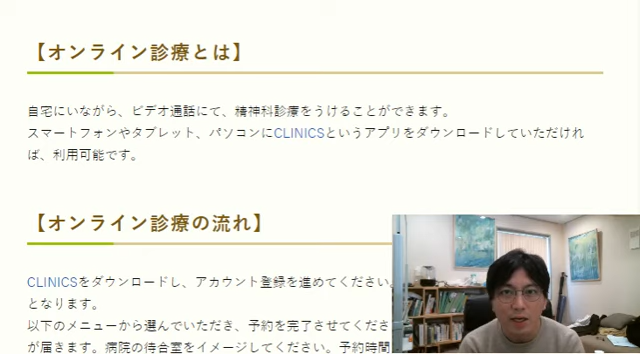 【オンライン診療とは】
自宅にいながら、ビデオ通話にて、精神科診療をうけることができます。
スマートフォンやタブレット、パソコンにCLINICSというアプリをダウンロードしていただけれ
ば、利用可能です。
【オンライン診療の流れ】
CLINICSをダウンロードし、アカウント登録を進めてください。
となります。
以下のメニューから選んでいただき、予約を完了させてくださ
が届きます。病院の待合室をイメージしてください。予約時間